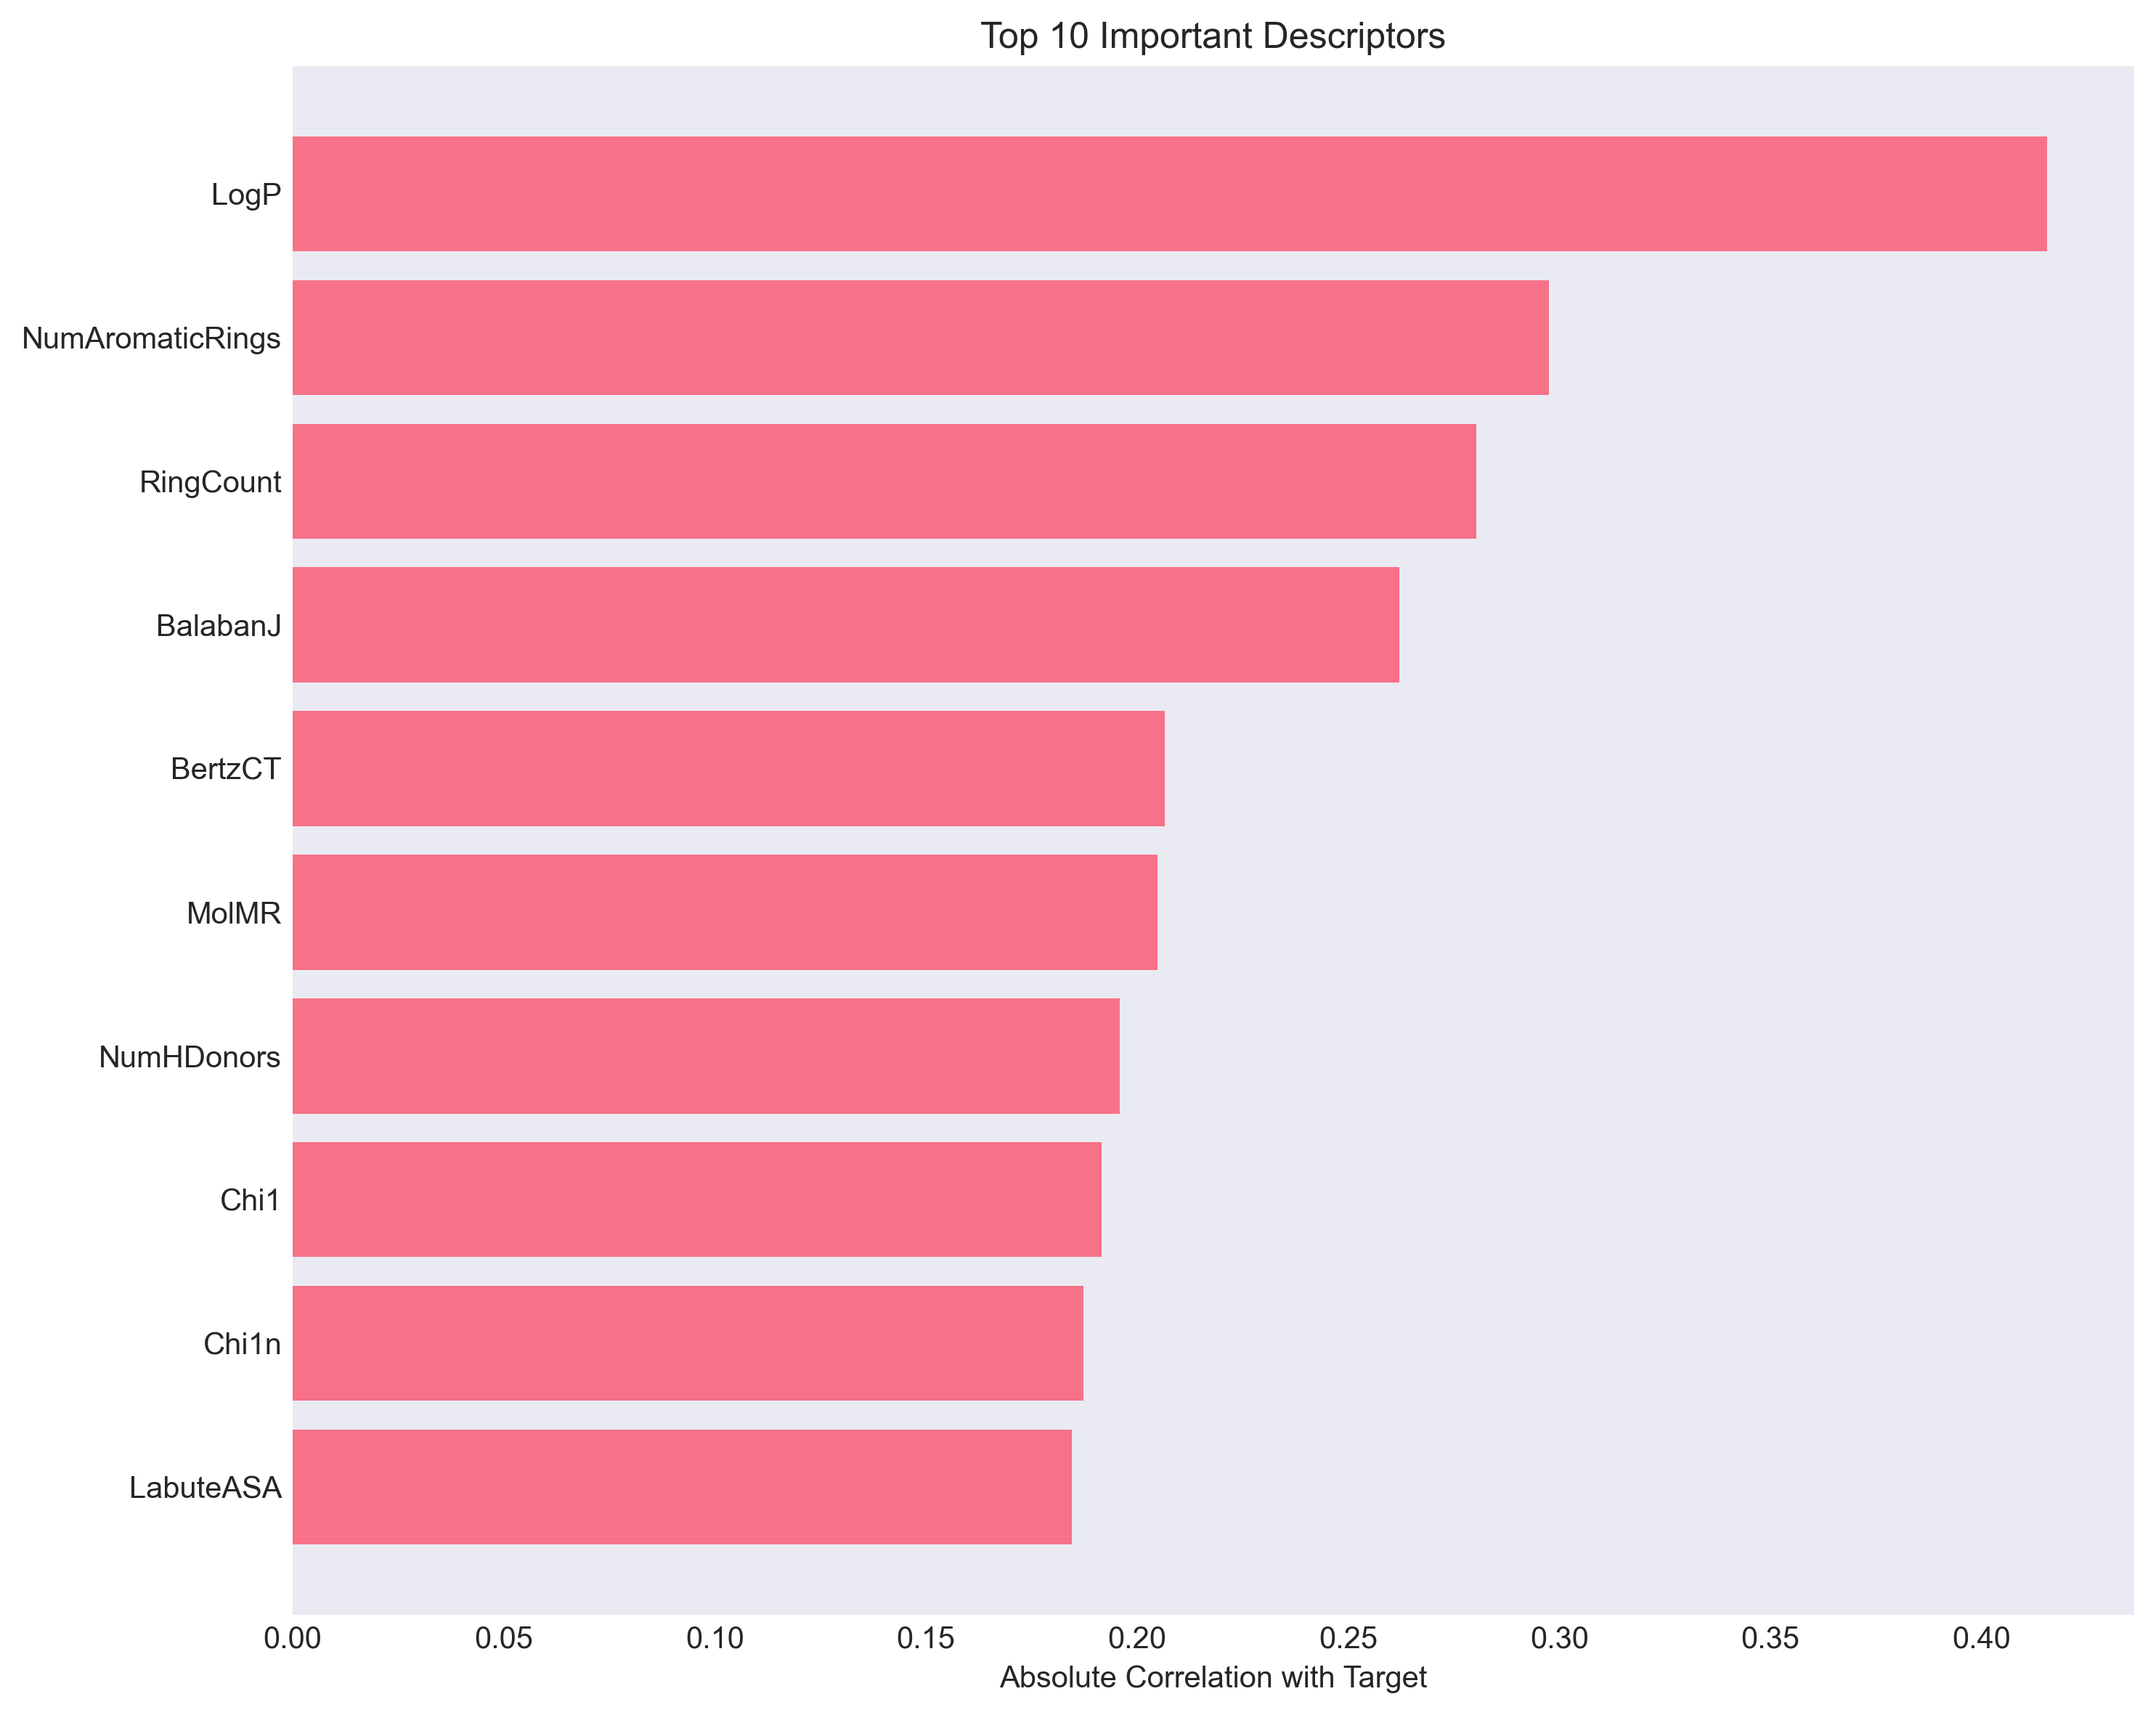 Top 10 Important Descriptors
LogP
NumAromaticRings
RingCount
BalabanJ
BertzCT
MolMR
NumHDonors
Chi1
Chi1n
LabuteASA
0.00 0.05 0.10 0.15 0.20 0.25 0.30 0.35 0.40
Absolute Correlation with Target